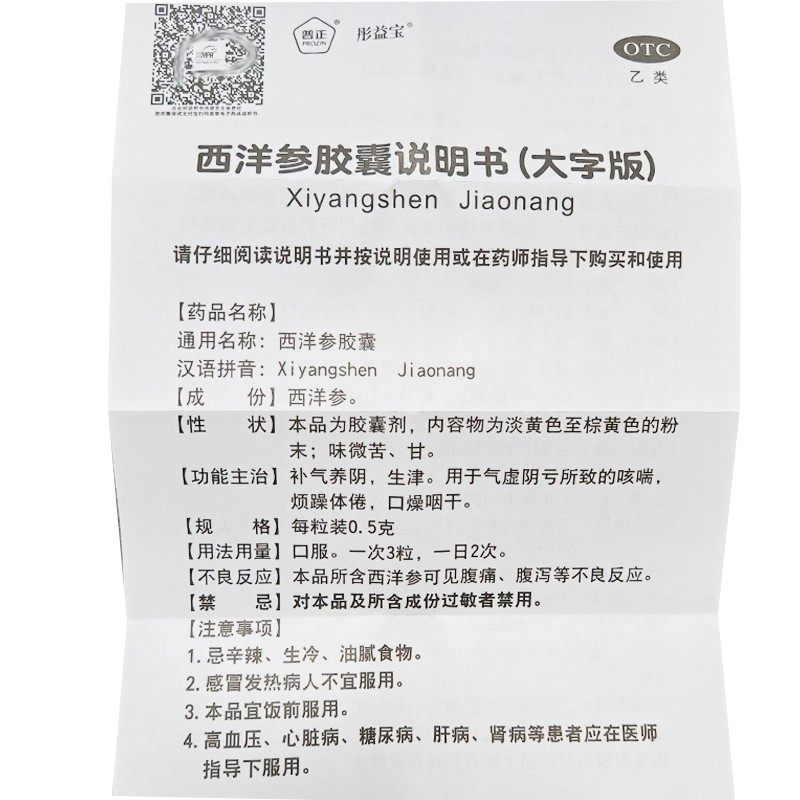 普正
PROZIN
彤益宝®
OTC
乙类
西洋参胶囊说明书(大字版)
Xiyangshen Jiaonang
请仔细阅读说明书并按说明使用或在药师指导下购买和使用
【药品名称】
通用名称：西洋参胶囊
汉语拼音：Xiyangshen Jiaonang
【成 份】西洋参。
【性 状】本品为胶囊剂，内容物为淡黄色至棕黄色的粉
末；味微苦、甘。
【功能主治】补气养阴，生津。用于气虚阴亏所致的咳喘，
烦躁体倦，口燥咽干。
【规 格】每粒装0.5克
【用法用量】口服。一次3粒，一日2次。
【不良反应】本品所含西洋参可见腹痛、腹泻等不良反应。
【禁 忌】对本品及所含成份过敏者禁用。
【注意事项】
1.忌辛辣、生冷、油腻食物。
2.感冒发热病人不宜服用。
3.本品宜饭前服用。
4.高血压、心脏病、糖尿病、肝病、肾病等患者应在医师
指导下服用。